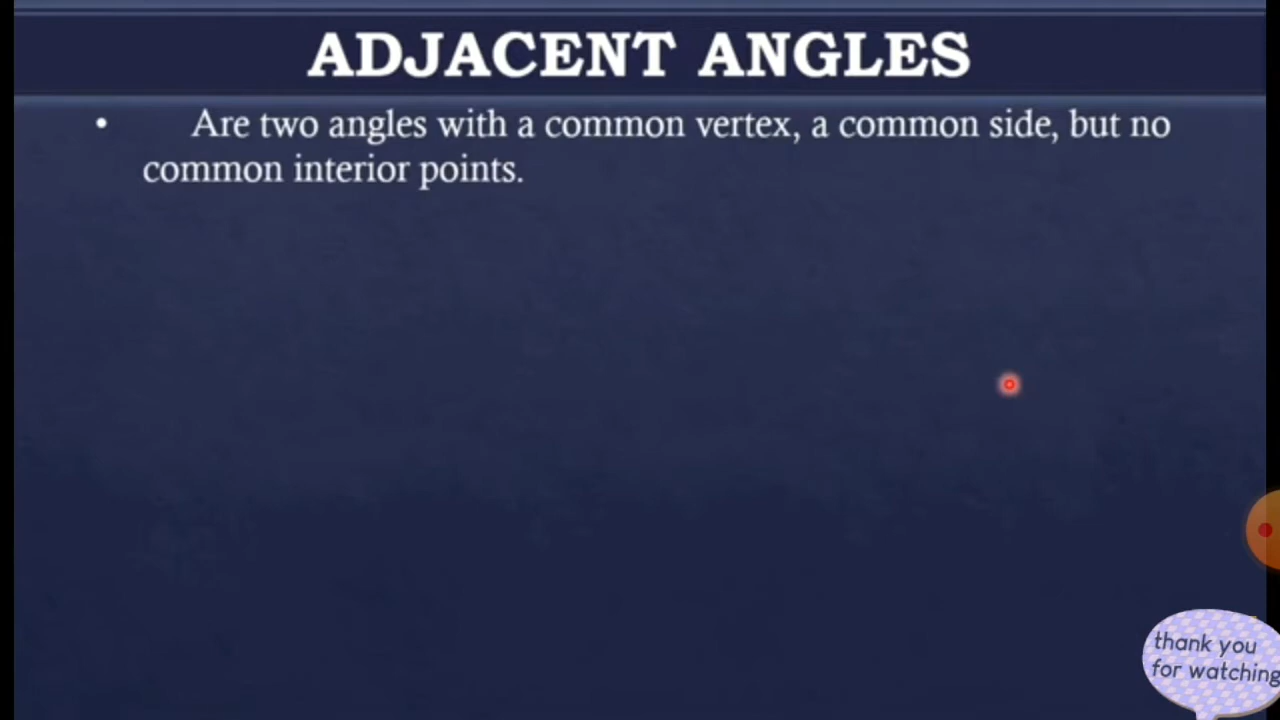 ADJACENT ANGLES
• Are two angles with a common vertex, a common side, but no
common interior points.
thank you
for watching